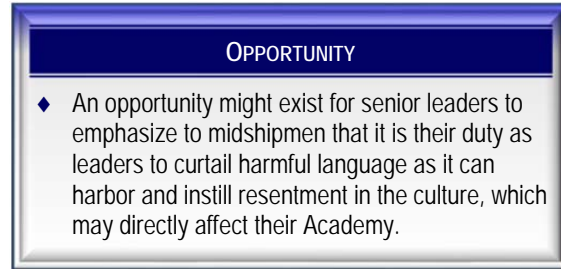 OPPORTUNITY
♦ An opportunity might exist for senior leaders to
emphasize to midshipmen that it is their duty as
leaders to curtail harmful language as it can
harbor and instill resentment in the culture, which
may directly affect their Academy.